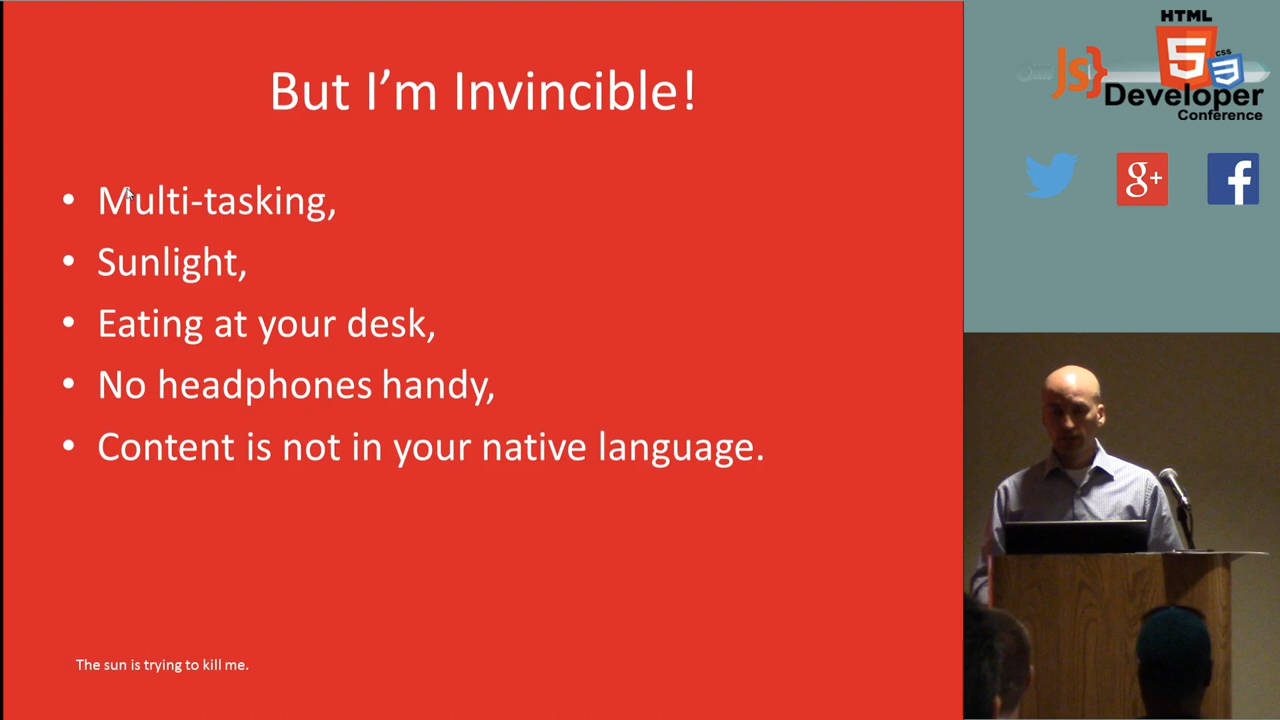 But I’m Invincible!
• Multi-tasking,
• Sunlight,
• Eating at your desk,
• No headphones handy,
• Content is not in your native language.
The sun is trying to kill me.
HTML
5
css
3
JS}
Developer
Conference
g+
f